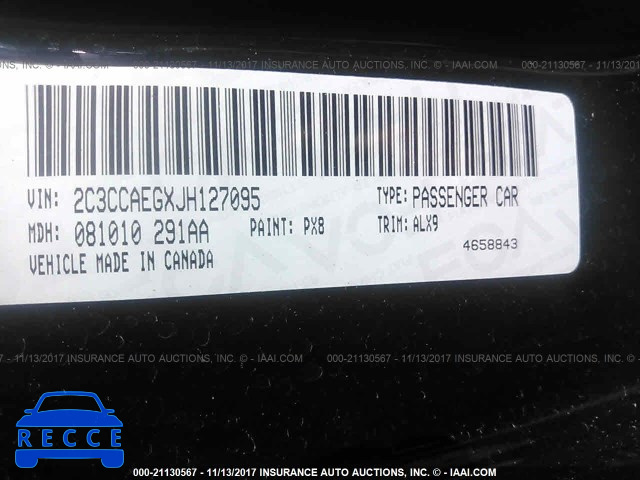 000-21130567 - 11/13/2017 INSURANCE AUTO AUCTIONS, INC. - IAAI.COM
VIN: 2C3CCAEGXJH127095 TYPE: PASSENGER CAR
MDH: 081010 291AA PAINT: PX8 TRIM: ALX9
VEHICLE MADE IN CANADA 4658843
000-21130567 - 11/13/2017 INSURANCE AUTO AUCTIONS, INC. - IAAI.COM
RECCE
000-21130567 - 11/13/2017 INSURANCE AUTO AUCTIONS, INC. - IAAI.COM